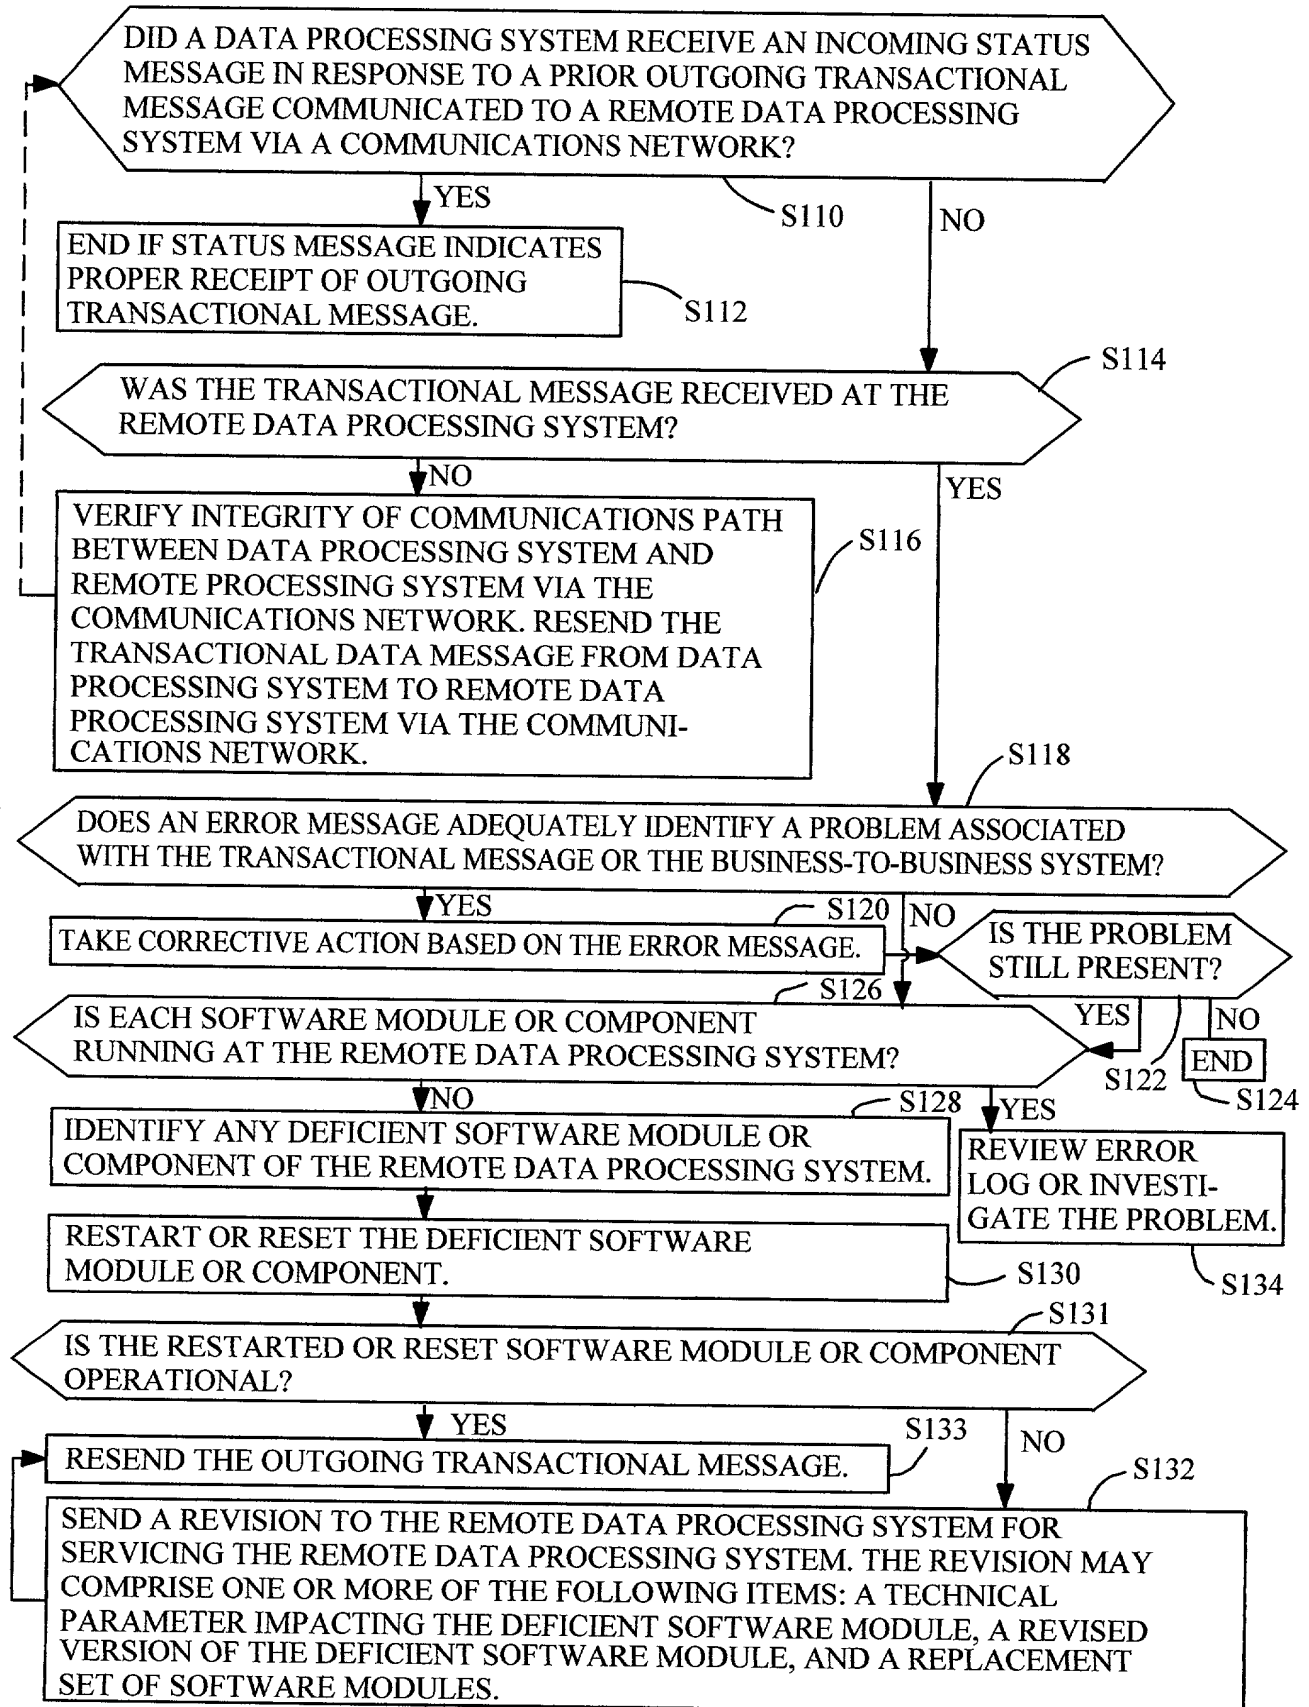 DID A DATA PROCESSING SYSTEM RECEIVE AN INCOMING STATUS
MESSAGE IN RESPONSE TO A PRIOR OUTGOING TRANSACTIONAL
MESSAGE COMMUNICATED TO A REMOTE DATA PROCESSING
SYSTEM VIA A COMMUNICATIONS NETWORK?
YES
S110
NO
END IF STATUS MESSAGE INDICATES
PROPER RECEIPT OF OUTGOING
TRANSACTIONAL MESSAGE.
S112
S114
WAS THE TRANSACTIONAL MESSAGE RECEIVED AT THE
REMOTE DATA PROCESSING SYSTEM?
NO
YES
VERIFY INTEGRITY OF COMMUNICATIONS PATH
BETWEEN DATA PROCESSING SYSTEM AND
REMOTE PROCESSING SYSTEM VIA THE
COMMUNICATIONS NETWORK. RESEND THE
TRANSACTIONAL DATA MESSAGE FROM DATA
PROCESSING SYSTEM TO REMOTE DATA
PROCESSING SYSTEM VIA THE COMMUNI-
CATIONS NETWORK.
S116
S118
DOES AN ERROR MESSAGE ADEQUATELY IDENTIFY A PROBLEM ASSOCIATED
WITH THE TRANSACTIONAL MESSAGE OR THE BUSINESS-TO-BUSINESS SYSTEM?
YES
S120
NO
TAKE CORRECTIVE ACTION BASED ON THE ERROR MESSAGE.
IS THE PROBLEM
STILL PRESENT?
S126
YES
NO
S122
END
S124
IS EACH SOFTWARE MODULE OR COMPONENT
RUNNING AT THE REMOTE DATA PROCESSING SYSTEM?
NO
S128
YES
IDENTIFY ANY DEFICIENT SOFTWARE MODULE OR
COMPONENT OF THE REMOTE DATA PROCESSING SYSTEM.
REVIEW ERROR
LOG OR INVESTI-
GATE THE PROBLEM.
S134
RESTART OR RESET THE DEFICIENT SOFTWARE
MODULE OR COMPONENT.
S130
S131
IS THE RESTARTED OR RESET SOFTWARE MODULE OR COMPONENT
OPERATIONAL?
YES
S133
NO
RESEND THE OUTGOING TRANSACTIONAL MESSAGE.
S132
SEND A REVISION TO THE REMOTE DATA PROCESSING SYSTEM FOR
SERVICING THE REMOTE DATA PROCESSING SYSTEM. THE REVISION MAY
COMPRISE ONE OR MORE OF THE FOLLOWING ITEMS: A TECHNICAL
PARAMETER IMPACTING THE DEFICIENT SOFTWARE MODULE, A REVISED
VERSION OF THE DEFICIENT SOFTWARE MODULE, AND A REPLACEMENT
SET OF SOFTWARE MODULES.